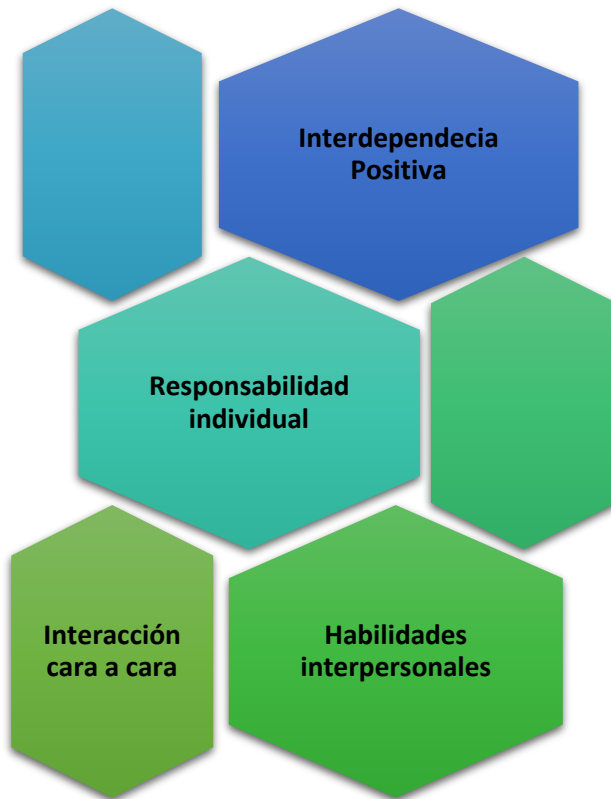 Interdependecia
Positiva
Responsabilidad
individual
Interacción
cara a cara
Habilidades
interpersonales